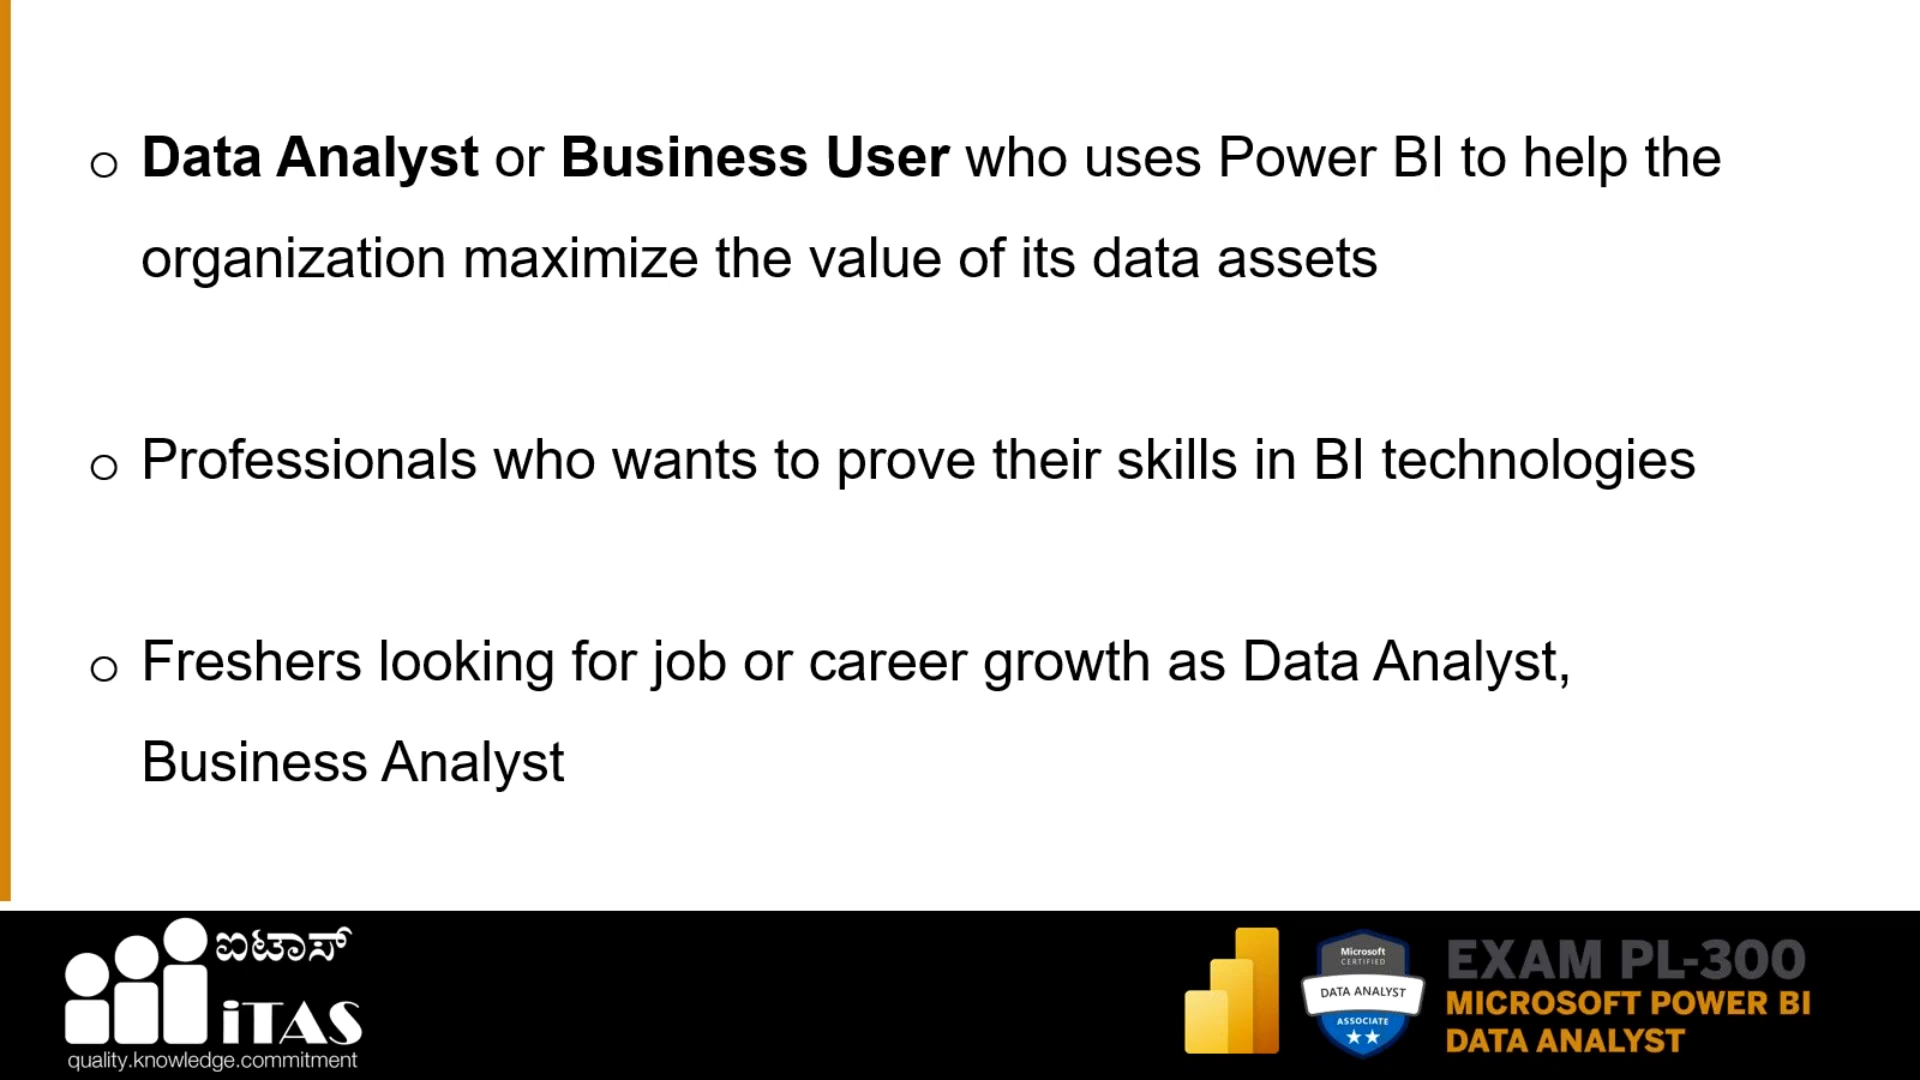 o Data Analyst or Business User who uses Power BI to help the
organization maximize the value of its data assets
o Professionals who wants to prove their skills in BI technologies
o Freshers looking for job or career growth as Data Analyst,
Business Analyst
ಐಟಾಸ್
iTAS
quality.knowledge.commitment
Microsoft
CERTIFIED
DATA ANALYST
ASSOCIATE
EXAM PL-300
MICROSOFT POWER BI
DATA ANALYST